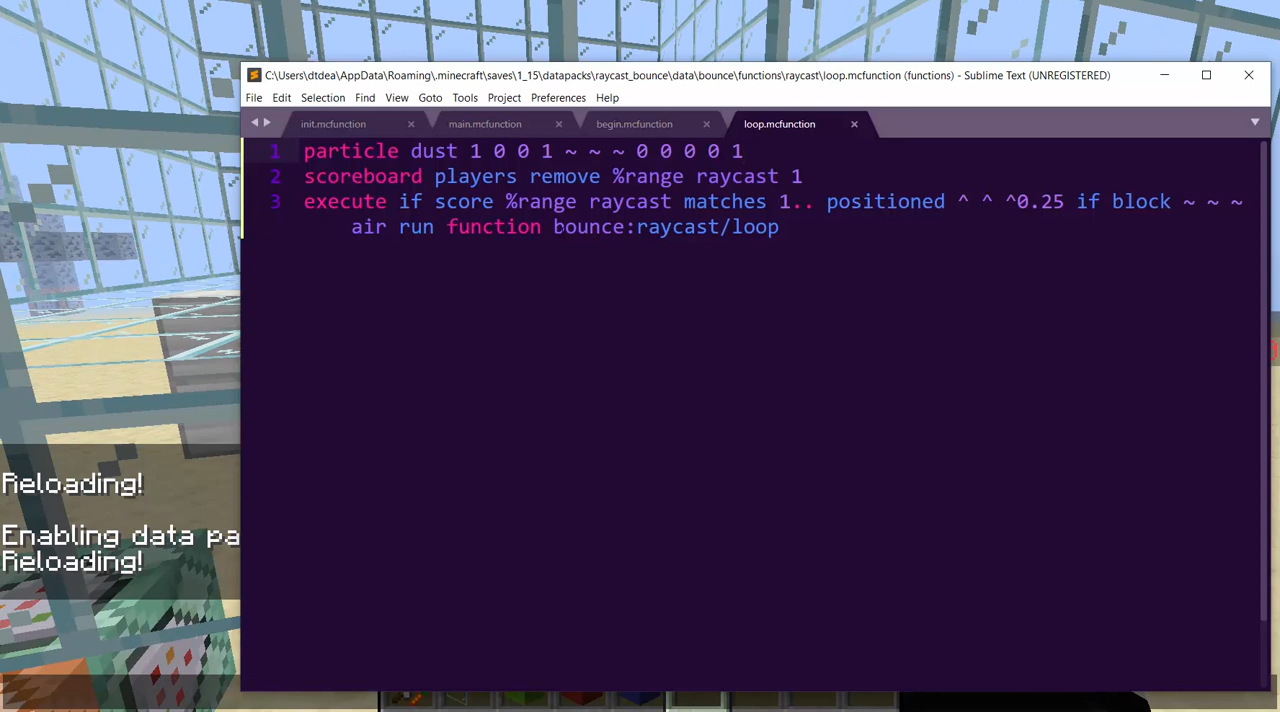 C:\Users\dtdea\AppData\Roaming\.minecraft\saves\1_15\datapacks\raycast_bounce\data\bounce\functions\raycast\loop.mcfunction (functions) - Sublime Text (UNREGISTERED)
File Edit Selection Find View Goto Tools Project Preferences Help
init.mcfunction main.mcfunction begin.mcfunction loop.mcfunction
1 particle dust 1 0 0 1 ~ ~ ~ 0 0 0 0 1
2 scoreboard players remove %range raycast 1
3 execute if score %range raycast matches 1.. positioned ^ ^ ^0.25 if block ~ ~ ~
air run function bounce:raycast/loop
Reloading!
Enabling data pa
Reloading!